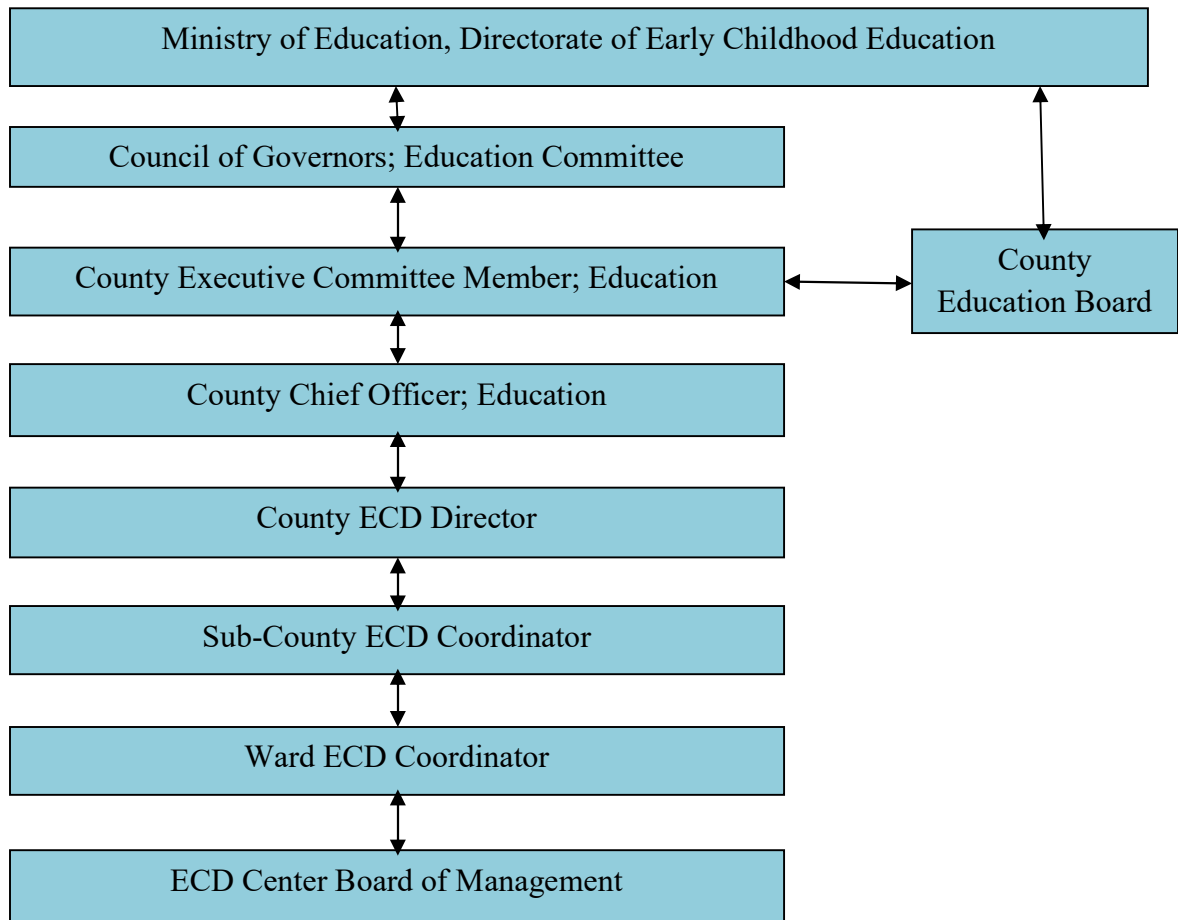 Ministry of Education, Directorate of Early Childhood Education
Council of Governors; Education Committee
County Executive Committee Member; Education
County
Education Board
County Chief Officer; Education
County ECD Director
Sub-County ECD Coordinator
Ward ECD Coordinator
ECD Center Board of Management